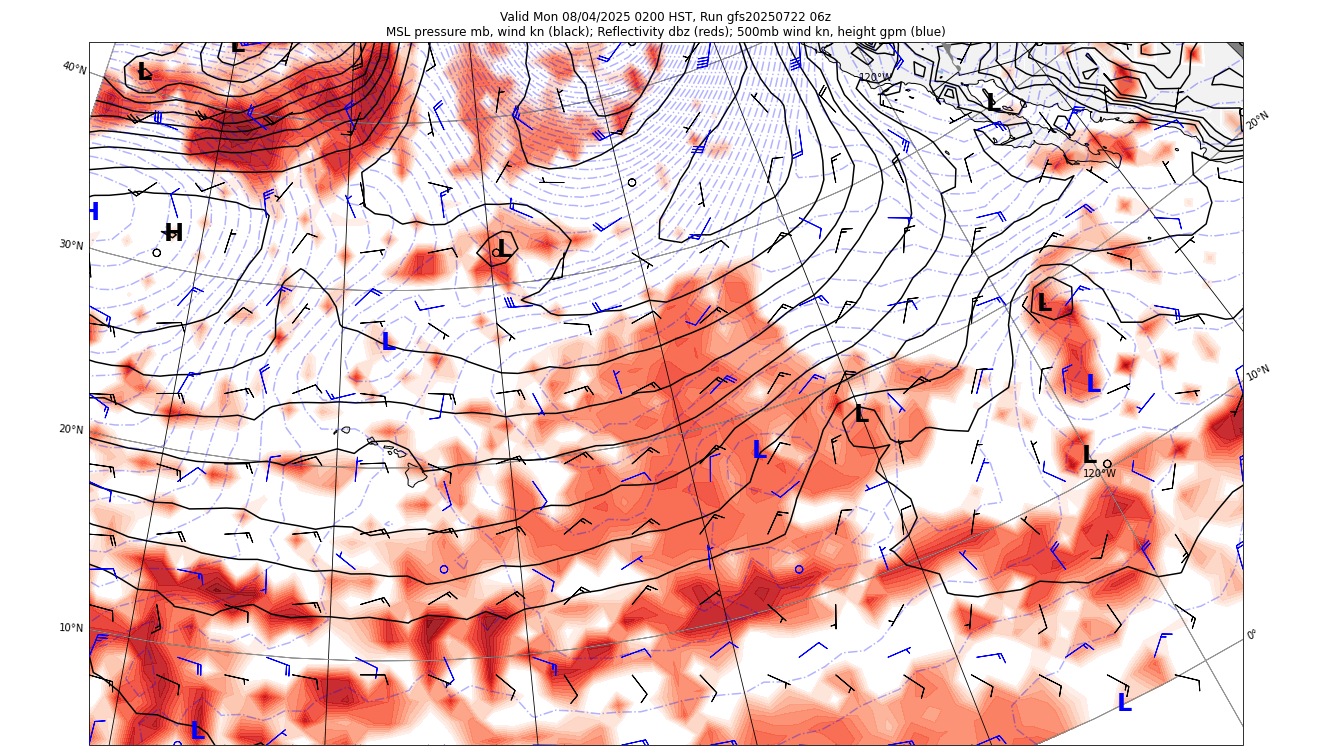 Valid Mon 08/04/2025 0200 HST, Run gfs20250722 06z
MSL pressure mb, wind kn (black); Reflectivity dbz (reds); 500mb wind kn, height gpm (blue)
L
40°N
L
120°W
L
20°N
H
H
30°N
L
L
L
10°N
L
L
20°N
L
L
120°W
10°N
0°
L
L